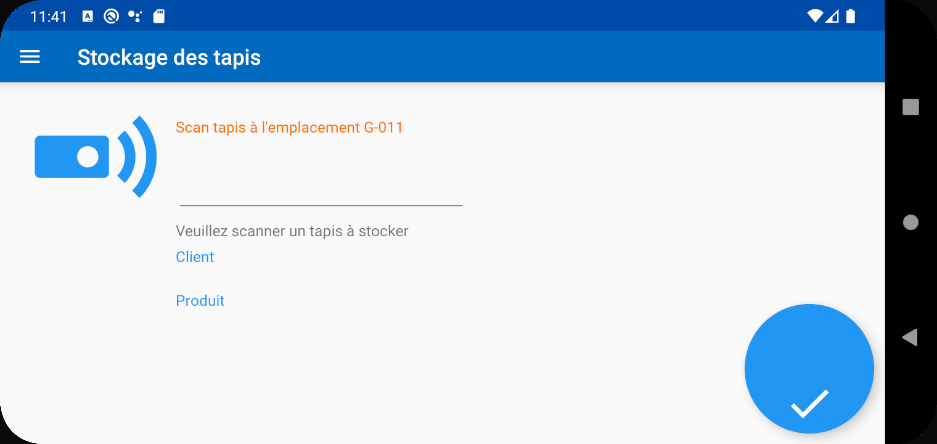 11:41
Stockage des tapis
Scan tapis à l'emplacement G-011
Veuillez scanner un tapis à stocker
Client
Produit